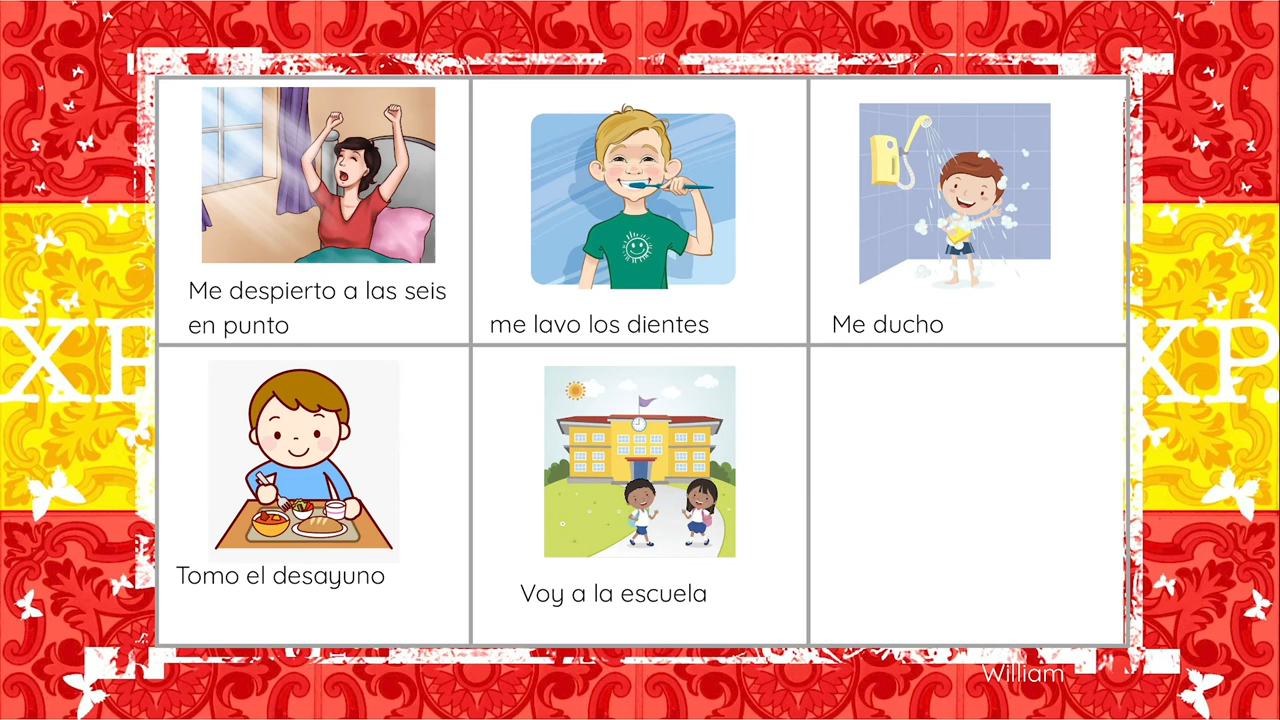 Me despierto a las seis
en punto
me lavo los dientes
Me ducho
Tomo el desayuno
Voy a la escuela
XP.
William